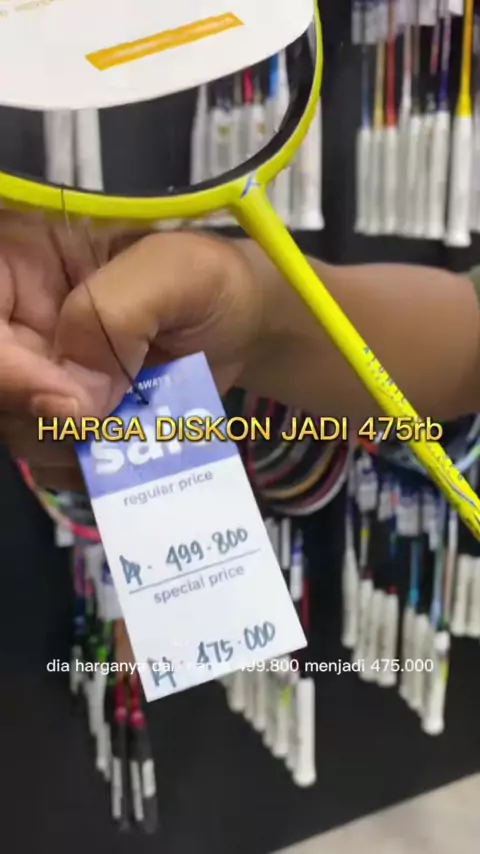 sale
HARGA DISKON JADI 475rb
regular price
Rp. 499.800
special price
Rp. 475.000
dia harganya dari harga 499.800 menjadi 475.000